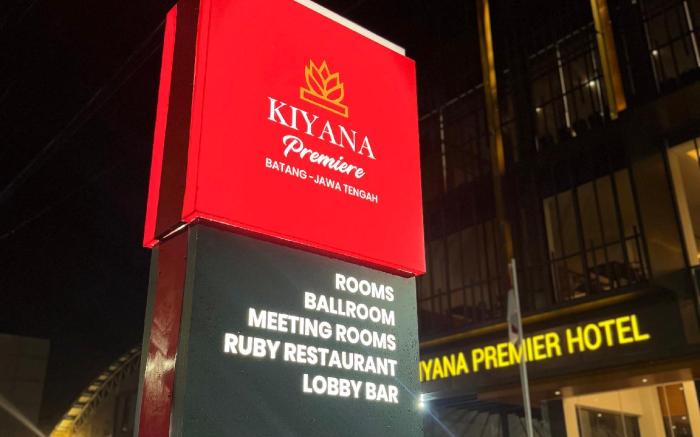 KIYANA
Premiere
BATANG - JAWA TENGAH
ROOMS
BALLROOM
MEETING ROOMS
RUBY RESTAURANT
LOBBY BAR
IYANA PREMIER HOTEL